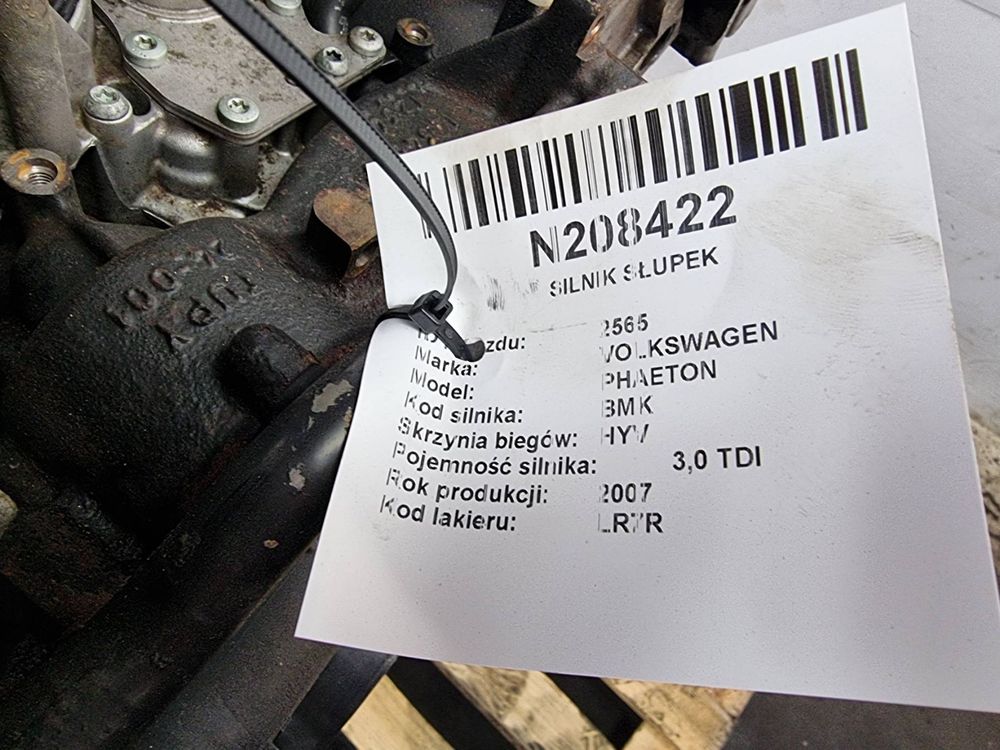 N208422
SILNIK SŁUPEK
2565
Marka: VOLKSWAGEN
Model: PHAETON
Kod silnika: BMK
Skrzynia biegów: HYV
Pojemność silnika: 3,0 TDI
Rok produkcji: 2007
Kod lakieru: LR7R